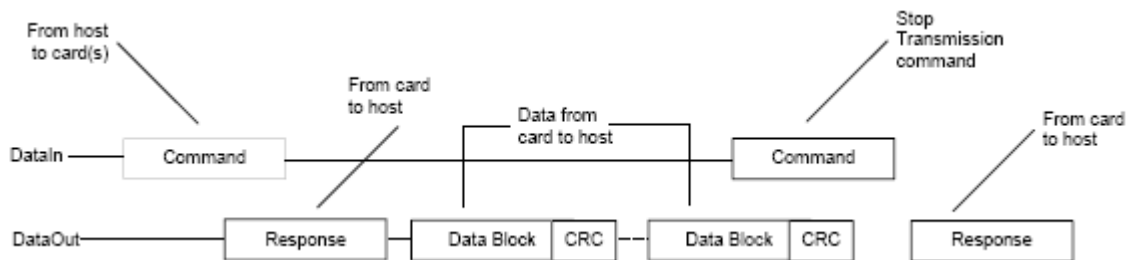 From host
to card(s)
Stop
Transmission
command
From card
to host
Data from
card to host
From card
to host
DataIn
Command
Command
DataOut
Response
Data Block
CRC
Data Block
CRC
Response